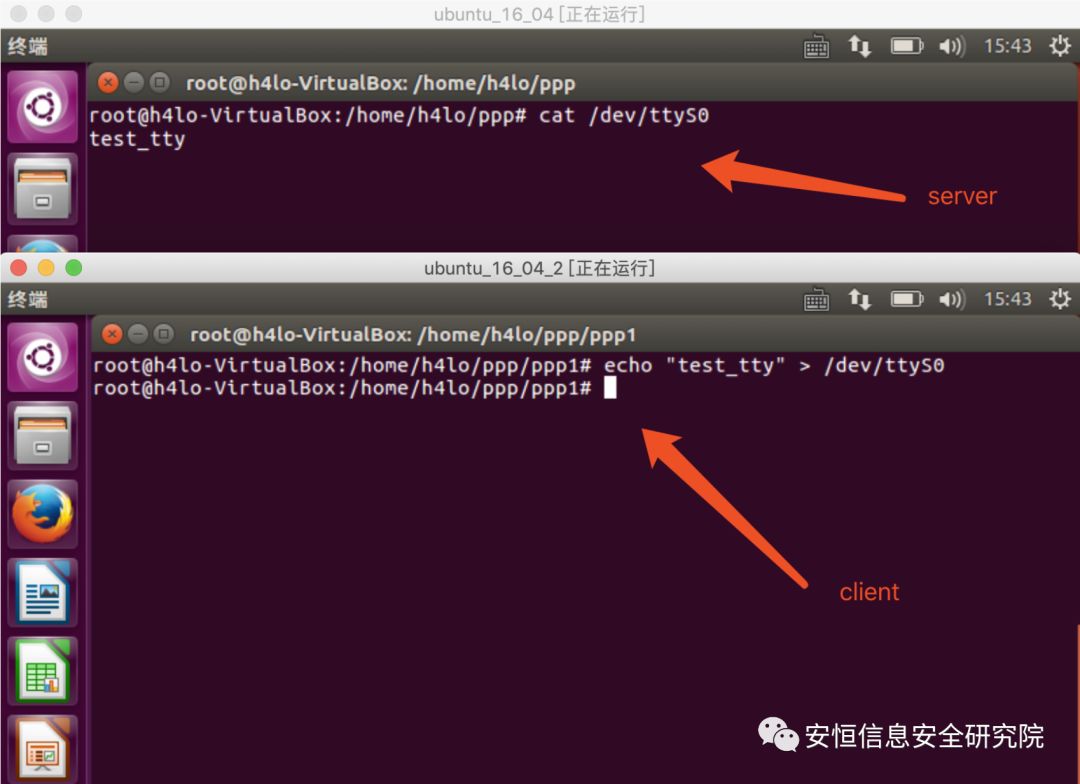 ubuntu_16_04 [正在运行]
终端
15:43
root@h4lo-VirtualBox: /home/h4lo/ppp
root@h4lo-VirtualBox:/home/h4lo/ppp# cat /dev/ttyS0
test_tty
server
ubuntu_16_04_2 [正在运行]
终端
15:43
root@h4lo-VirtualBox: /home/h4lo/ppp/ppp1
root@h4lo-VirtualBox:/home/h4lo/ppp/ppp1# echo "test_tty" > /dev/ttyS0
root@h4lo-VirtualBox:/home/h4lo/ppp/ppp1#
client
安恒信息安全研究院